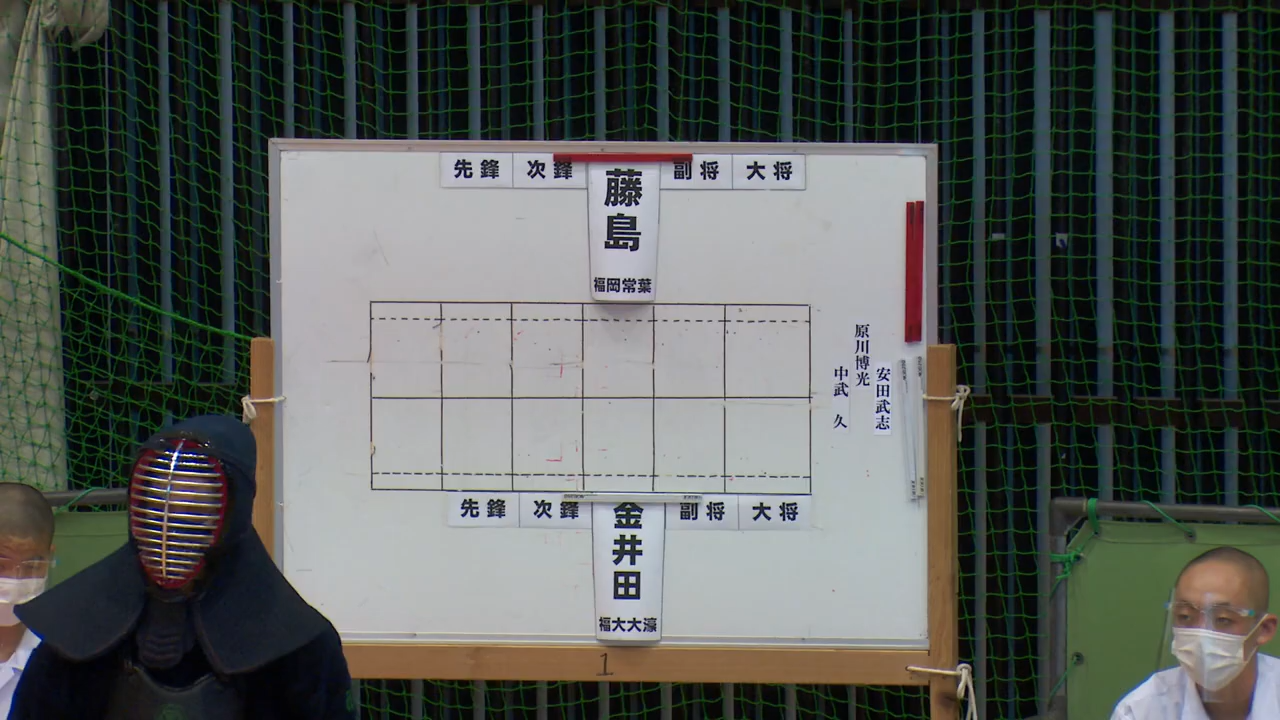 先鋒 次鋒 副将 大将
藤島
福岡常葉
安田武志
原川博光
中武 久
先鋒 次鋒 副将 大将
金井田
福大大濠
1